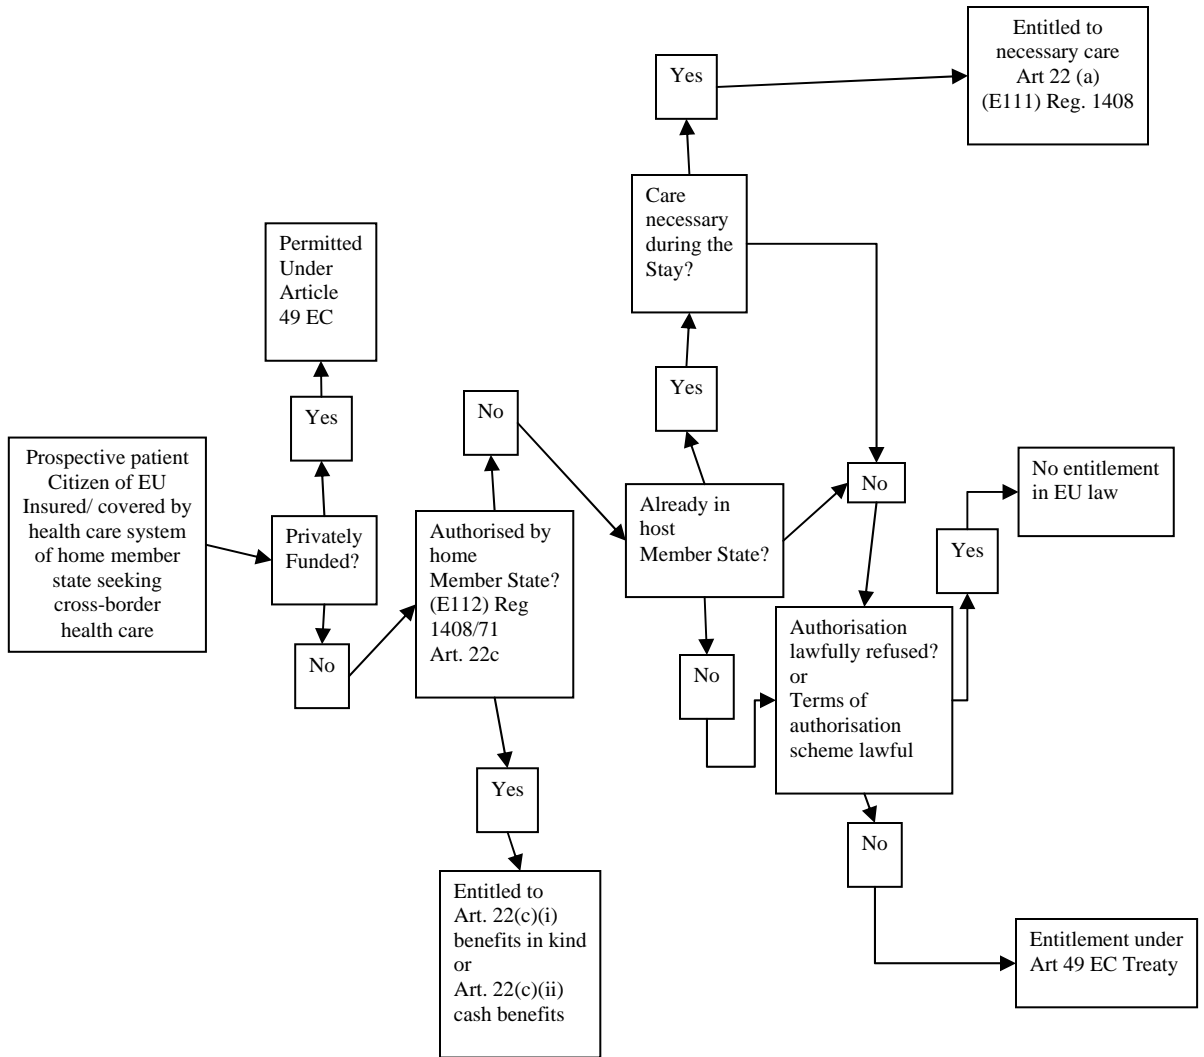 Entitled to
necessary care
Art 22 (a)
(E111) Reg. 1408
Yes
Care
necessary
during the
Stay?
Permitted
Under
Article
49 EC
Yes
Yes
No
Prospective patient
Citizen of EU
Insured/ covered by
health care system
of home member
state seeking
cross-border
health care
Privately
Funded?
No
Authorised by
home
Member State?
(E112) Reg
1408/71
Art. 22c
Already in
host
Member State?
No
No entitlement
in EU law
Yes
No
Authorisation
lawfully refused?
or
Terms of
authorisation
scheme lawful
Yes
No
Entitled to
Art. 22(c)(i)
benefits in kind
or
Art. 22(c)(ii)
cash benefits
Entitlement under
Art 49 EC Treaty